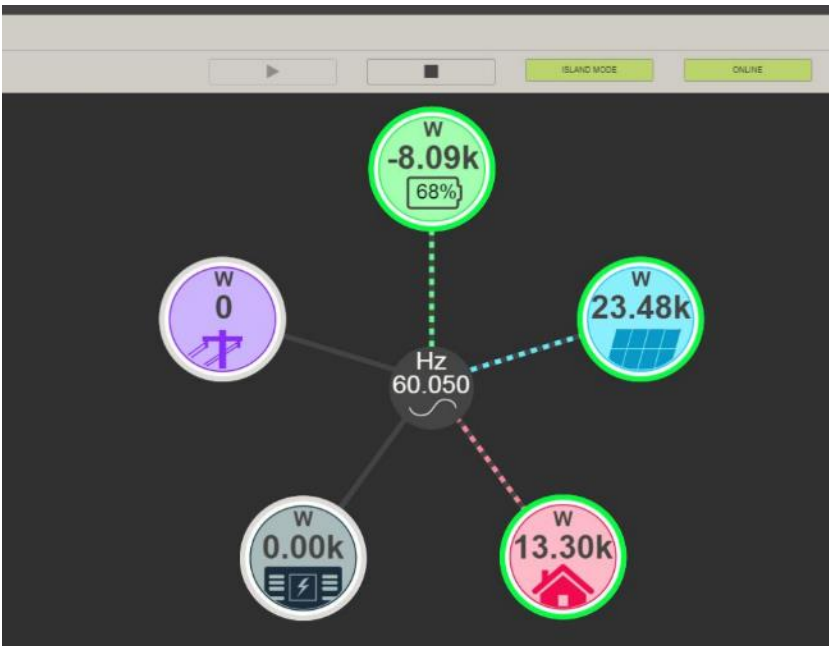 ISLAND MODE
ONLINE
W
-8.09k
68%
W
0
W
23.48k
Hz
60.050
W
0.00k
W
13.30k